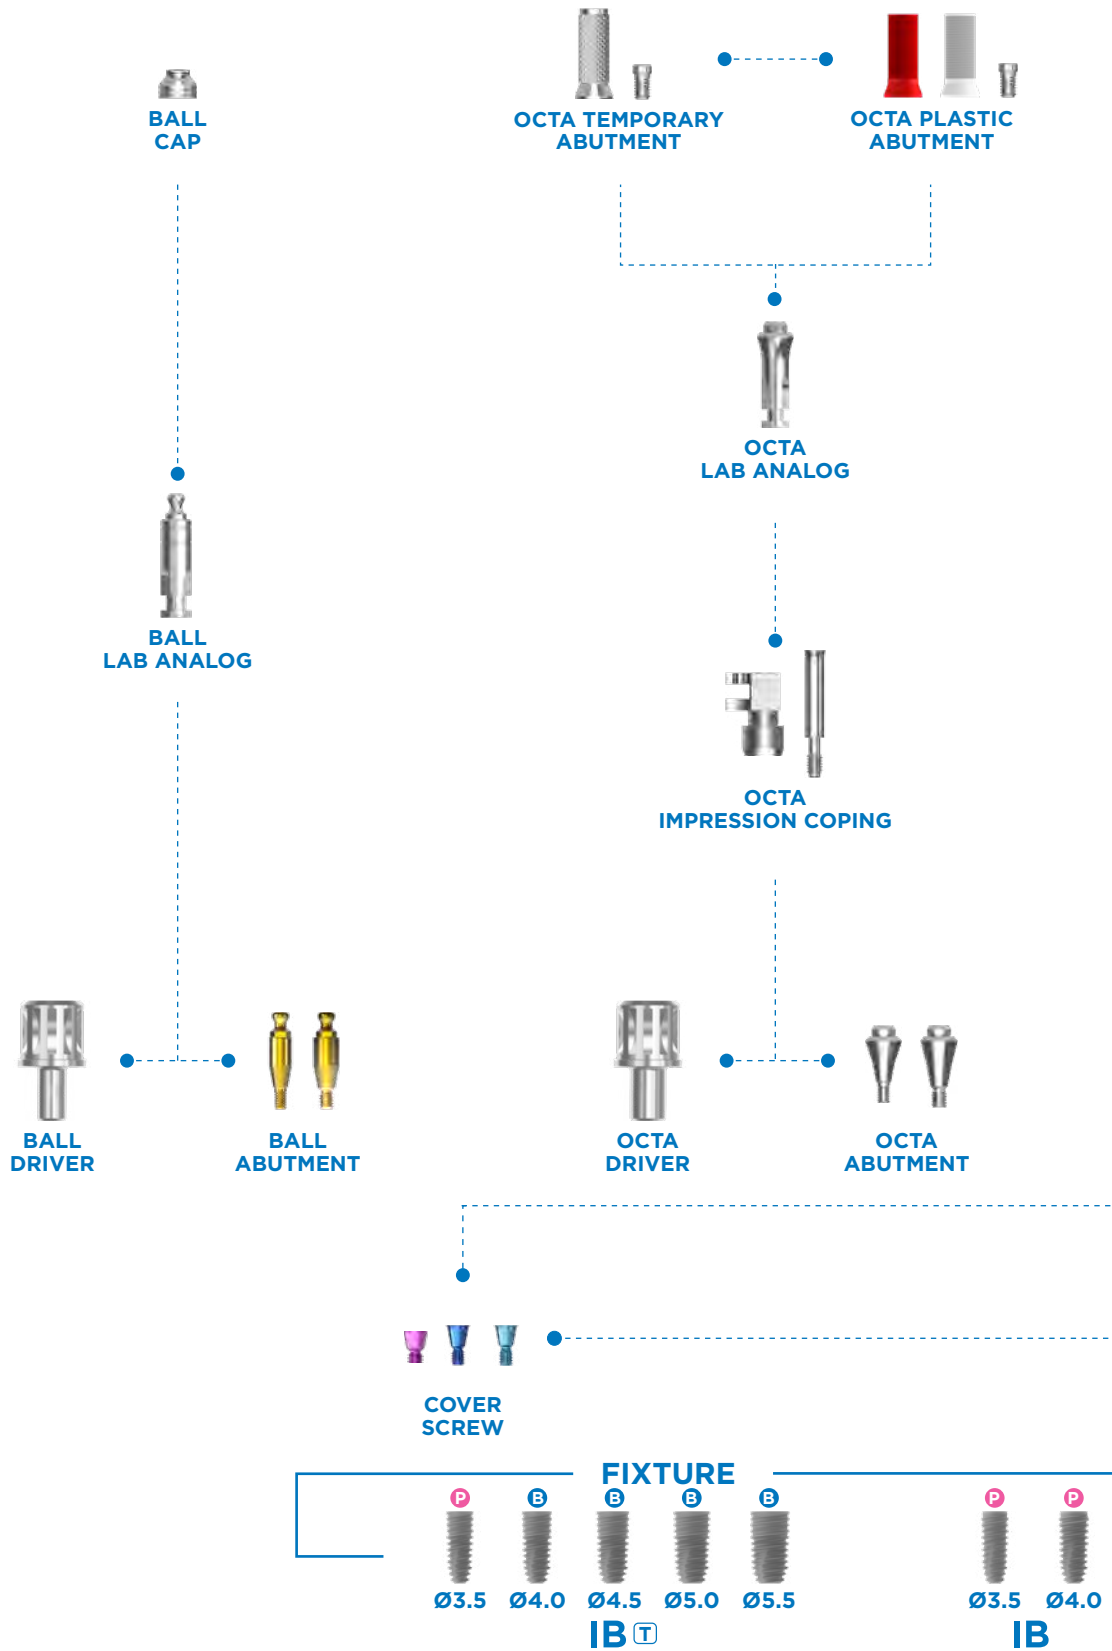 BALL
CAP
OCTA TEMPORARY
ABUTMENT
OCTA PLASTIC
ABUTMENT
OCTA
LAB ANALOG
BALL
LAB ANALOG
OCTA
IMPRESSION COPING
BALL
DRIVER
BALL
ABUTMENT
OCTA
DRIVER
OCTA
ABUTMENT
COVER
SCREW
FIXTURE
P B B B B P P
Ø3.5 Ø4.0 Ø4.5 Ø5.0 Ø5.5 Ø3.5 Ø4.0
IB T IB